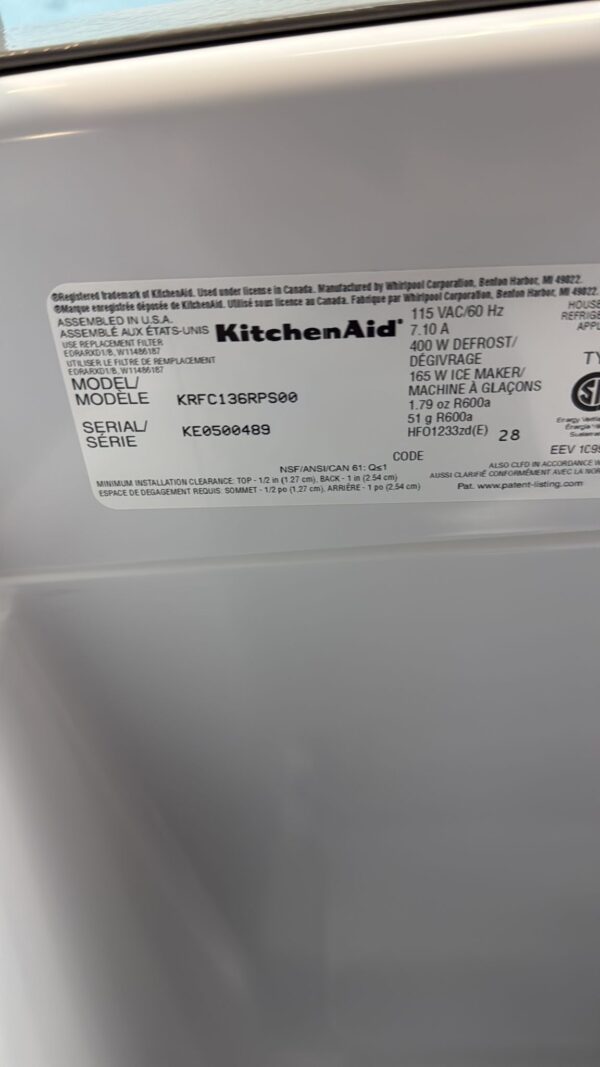 ®Registered trademark of KitchenAid. Used under license in Canada. Manufactured by Whirlpool Corporation, Benton Harbor, MI 49022.
®Marque enregistrée déposée de KitchenAid. Utilisé sous licence au Canada. Fabriqué par Whirlpool Corporation, Benton Harbor, MI 49022.
ASSEMBLED IN U.S.A.
ASSEMBLÉ AUX ÉTATS-UNIS
USE REPLACEMENT FILTER
EDRARXD1/B, W11486187
UTILISER LE FILTRE DE REMPLACEMENT
EDRARXD1/B, W11486187
KitchenAid®
MODEL/
MODÈLE KRFC136RPS00
SERIAL/
SÉRIE KE0500489
115 VAC/60 Hz
7.10 A
400 W DEFROST/
DÉGIVRAGE
165 W ICE MAKER/
MACHINE À GLAÇONS
1.79 oz R600a
51 g R600a
HFO1233zd(E) 28
CODE
NSF/ANSI/CAN 61: Q≤1
MINIMUM INSTALLATION CLEARANCE: TOP - 1/2 in (1.27 cm), BACK - 1 in (2.54 cm)
ESPACE DE DEGAGEMENT REQUIS: SOMMET - 1/2 po (1.27 cm), ARRIÈRE - 1 po (2.54 cm)
HOUSE
REFRIGE
APPL
TY
EEV
ALSO CLFD IN ACCORDANCE W
AUSSI CLARIFIÉ CONFORMÉMENT AVEC LA NOR
Pat. www.patent-listing.com